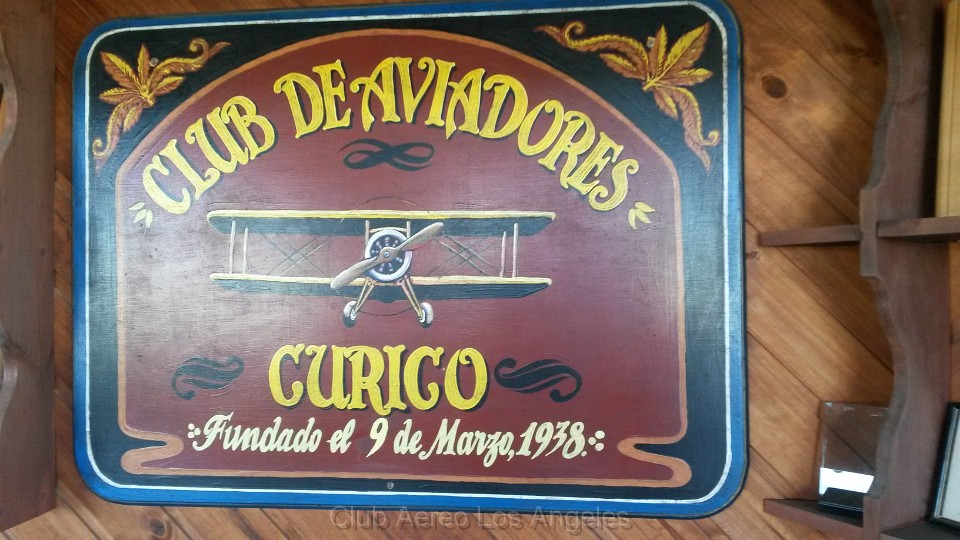 CLUB DE AVIADORES
CURICO
Fundado el 9 de Marzo, 1938.
Club Aereo Los Angeles